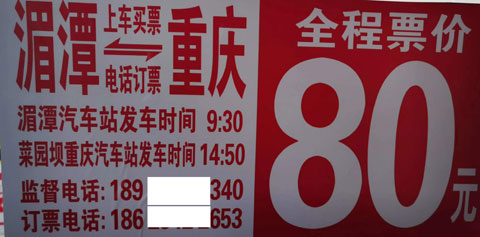 湄潭 上车买票 重庆
电话订票
湄潭汽车站发车时间 9:30
菜园坝重庆汽车站发车时间 14:50
监督电话: 189 340
订票电话: 186 653
全程票价
80元